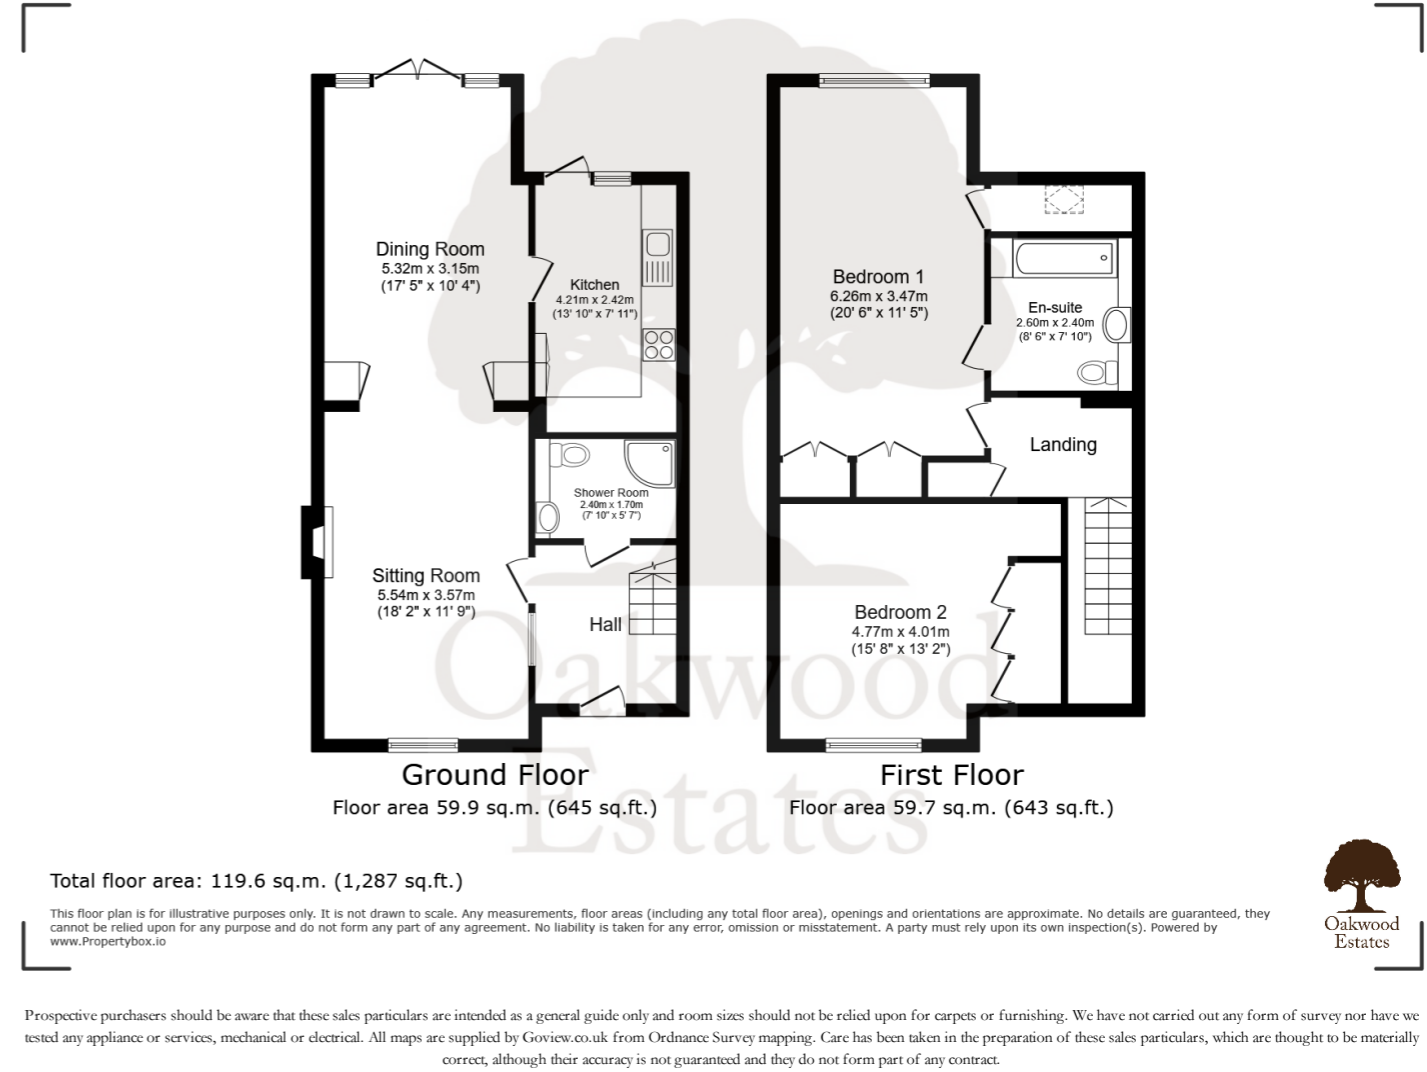 Dining Room
5.32m x 3.15m
(17' 5" x 10' 4")
Kitchen
4.21m x 2.42m
(13' 10" x 7' 11")
Shower Room
2.40m x 1.70m
(7' 10" x 5' 7")
Sitting Room
5.54m x 3.57m
(18' 2" x 11' 9")
Hall
Bedroom 1
6.26m x 3.47m
(20' 6" x 11' 5")
En-suite
2.60m x 2.40m
(8' 6" x 7' 10")
Landing
Bedroom 2
4.77m x 4.01m
(15' 8" x 13' 2")
Oakwood
Estates
Ground Floor
Floor area 59.9 sq.m. (645 sq.ft.)
First Floor
Floor area 59.7 sq.m. (643 sq.ft.)
Total floor area: 119.6 sq.m. (1,287 sq.ft.)
This floor plan is for illustrative purposes only. It is not drawn to scale. Any measurements, floor areas (including any total floor area), openings and orientations are approximate. No details are guaranteed, they
cannot be relied upon for any purpose and do not form any part of any agreement. No liability is taken for any error, omission or misstatement. A party must rely upon its own inspection(s). Powered by
www.Propertybox.io
Oakwood
Estates
Prospective purchasers should be aware that these sales particulars are intended as a general guide only and room sizes should not be relied upon for carpets or furnishing. We have not carried out any form of survey nor have we
tested any appliance or services, mechanical or electrical. All maps are supplied by Goview.co.uk from Ordnance Survey mapping. Care has been taken in the preparation of these sales particulars, which are thought to be materially
correct, although their accuracy is not guaranteed and they do not form part of any contract.